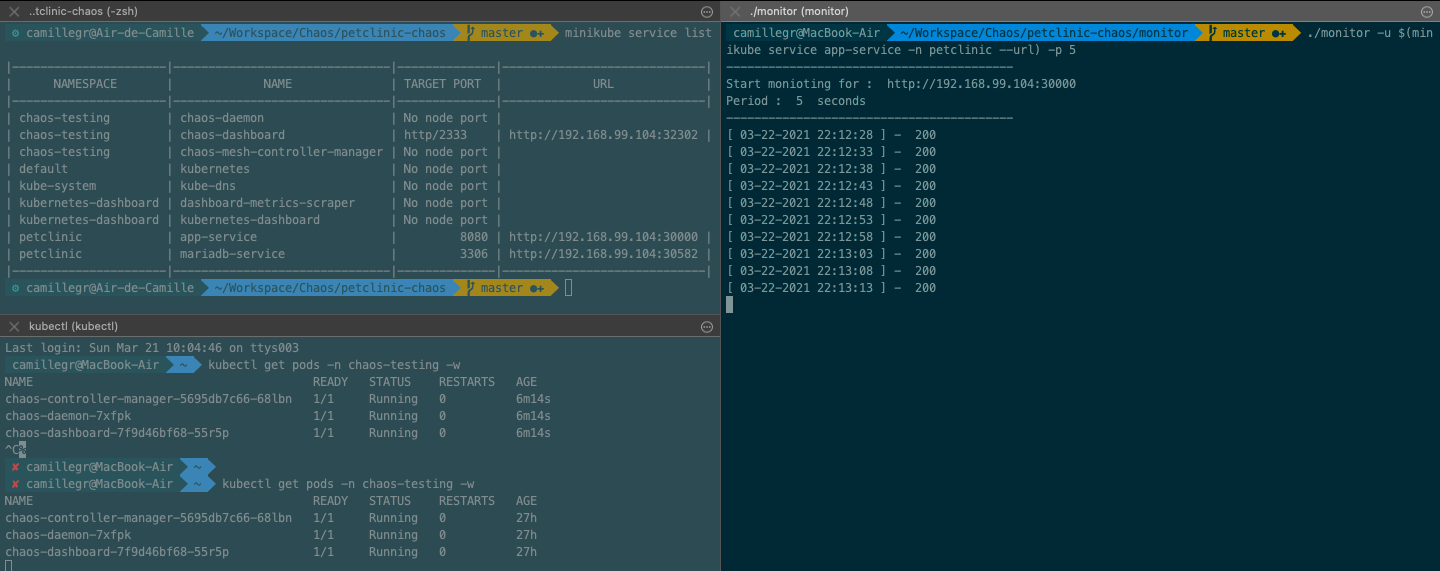 ..tclinic-chaos (-zsh)
⚙ camillegr@Air-de-Camille ~/Workspace/Chaos/petclinic-chaos master ●+ minikube service list
|----------------------|-------------------------------|--------------|-----------------------------|
| NAMESPACE | NAME | TARGET PORT | URL |
|----------------------|-------------------------------|--------------|-----------------------------|
| chaos-testing | chaos-daemon | No node port |
| chaos-testing | chaos-dashboard | http/2333 | http://192.168.99.104:32302 |
| chaos-testing | chaos-mesh-controller-manager | No node port |
| default | kubernetes | No node port |
| kube-system | kube-dns | No node port |
| kubernetes-dashboard | dashboard-metrics-scraper | No node port |
| kubernetes-dashboard | kubernetes-dashboard | No node port |
| petclinic | app-service | 8080 | http://192.168.99.104:30000 |
| petclinic | mariadb-service | 3306 | http://192.168.99.104:30582 |
|----------------------|-------------------------------|--------------|-----------------------------|
⚙ camillegr@Air-de-Camille ~/Workspace/Chaos/petclinic-chaos master ●+
kubectl (kubectl)
Last login: Sun Mar 21 10:04:46 on ttys003
camillegr@MacBook-Air ~ kubectl get pods -n chaos-testing -w
NAME READY STATUS RESTARTS AGE
chaos-controller-manager-5695db7c66-68lbn 1/1 Running 0 6m14s
chaos-daemon-7xfpk 1/1 Running 0 6m14s
chaos-dashboard-7f9d46bf68-55r5p 1/1 Running 0 6m14s
^C%
✘ camillegr@MacBook-Air ~
✘ camillegr@MacBook-Air ~ kubectl get pods -n chaos-testing -w
NAME READY STATUS RESTARTS AGE
chaos-controller-manager-5695db7c66-68lbn 1/1 Running 0 27h
chaos-daemon-7xfpk 1/1 Running 0 27h
chaos-dashboard-7f9d46bf68-55r5p 1/1 Running 0 27h
./monitor (monitor)
camillegr@MacBook-Air ~/Workspace/Chaos/petclinic-chaos/monitor master ●+ ./monitor -u $(min
ikube service app-service -n petclinic --url) -p 5
-----------------------------------------
Start monioting for : http://192.168.99.104:30000
Period : 5 seconds
-----------------------------------------
[ 03-22-2021 22:12:28 ] - 200
[ 03-22-2021 22:12:33 ] - 200
[ 03-22-2021 22:12:38 ] - 200
[ 03-22-2021 22:12:43 ] - 200
[ 03-22-2021 22:12:48 ] - 200
[ 03-22-2021 22:12:53 ] - 200
[ 03-22-2021 22:12:58 ] - 200
[ 03-22-2021 22:13:03 ] - 200
[ 03-22-2021 22:13:08 ] - 200
[ 03-22-2021 22:13:13 ] - 200